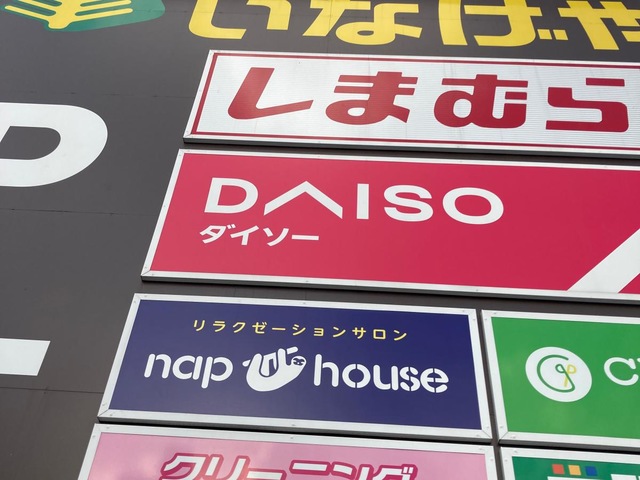 いなげや
しまむら
DAISO
ダイソー
リラクゼーションサロン
nap house
クリーニング
P